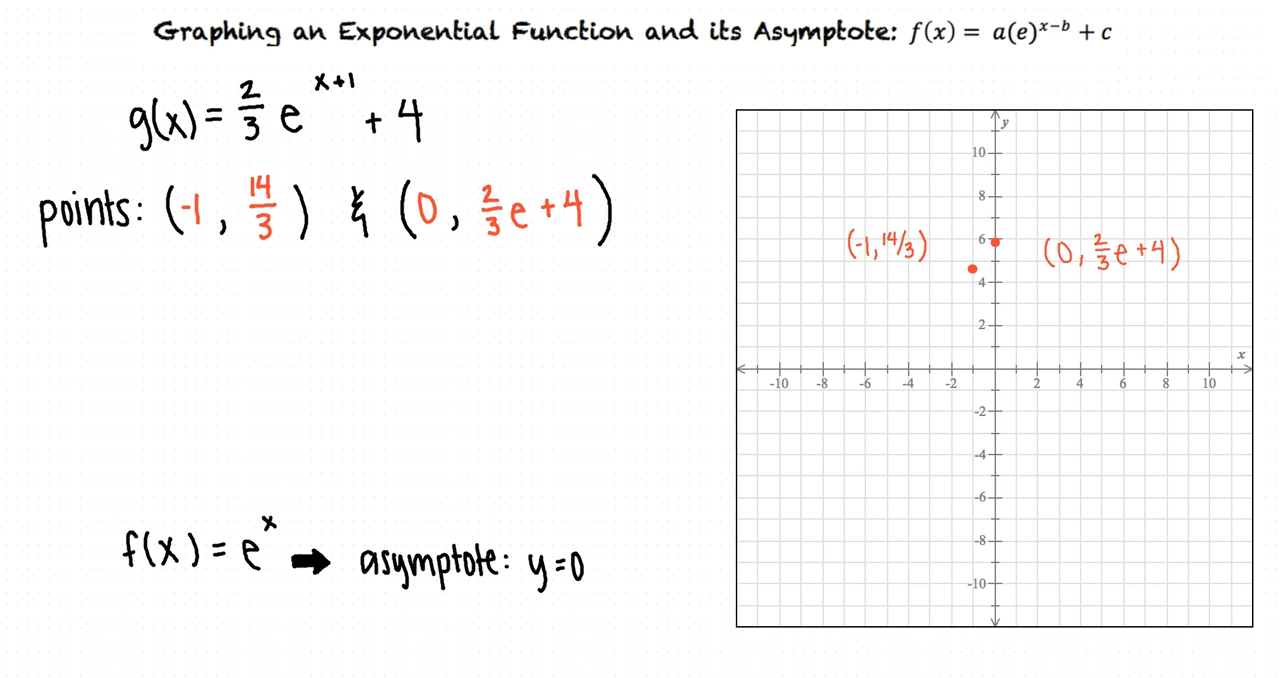 Graphing an Exponential Function and its Asymptote: f(x) = a(e)^{x−b} + c
g(x) = 2/3 e^{x+1} + 4
points: (-1, 14/3) & (0, 2/3 e + 4)
f(x) = e^x ➡ asymptote: y=0
y
10
8
6
4
2
(-1, 14/3)
(0, 2/3 e + 4)
x
-10 -8 -6 -4 -2 2 4 6 8 10
-2
-4
-6
-8
-10